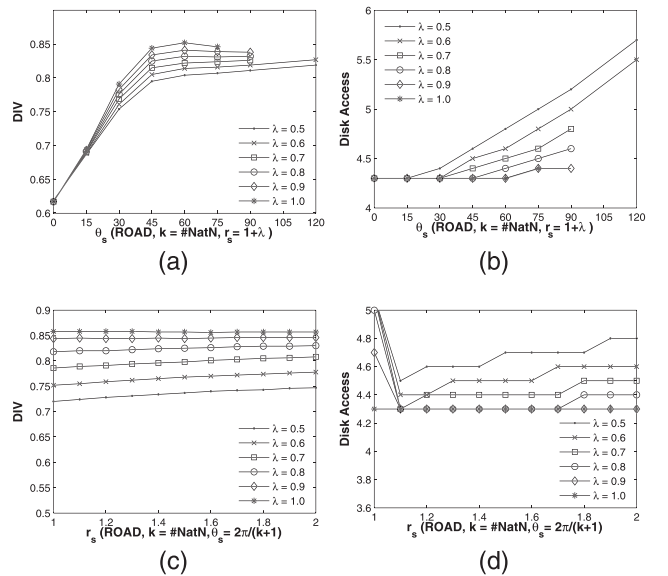 0.85
0.8
0.75
0.7
0.65
0.6
DIV
λ = 0.5
λ = 0.6
λ = 0.7
λ = 0.8
λ = 0.9
λ = 1.0
0 15 30 45 60 75 90 105 120
θs (ROAD, k = #NatN, rs = 1+λ )
(a)
6
5.5
5
4.5
4
Disk Access
λ = 0.5
λ = 0.6
λ = 0.7
λ = 0.8
λ = 0.9
λ = 1.0
0 15 30 45 60 75 90 105 120
θs (ROAD, k = #NatN, rs = 1+λ )
(b)
0.9
0.85
0.8
0.75
0.7
0.65
0.6
0.55
0.5
DIV
λ = 0.5
λ = 0.6
λ = 0.7
λ = 0.8
λ = 0.9
λ = 1.0
1 1.2 1.4 1.6 1.8 2
rs (ROAD, k = #NatN,θs = 2π/(k+1)
(c)
5
4.8
4.6
4.4
4.2
4
3.8
3.6
Disk Access
λ = 0.5
λ = 0.6
λ = 0.7
λ = 0.8
λ = 0.9
λ = 1.0
1 1.2 1.4 1.6 1.8 2
rs (ROAD, k = #NatN,θs = 2π/(k+1)
(d)